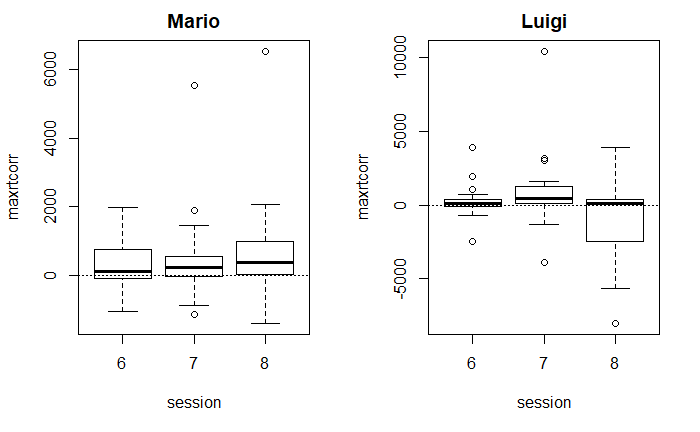 Mario
maxrtcorr
6000
4000
2000
0
6 7 8
session
Luigi
maxrtcorr
10000
5000
0
-5000
6 7 8
session